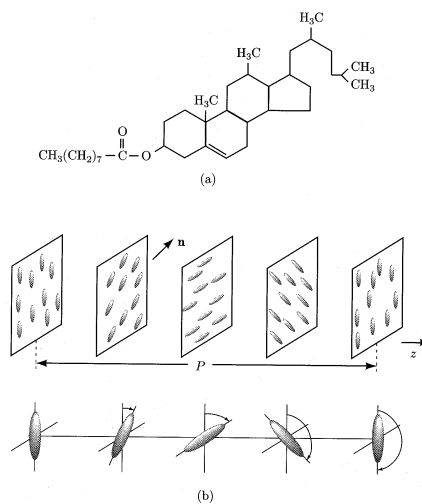 H₃C
H₃C
CH₃
CH₃
H₃C
O
CH₃(CH₂)₇ — C — O
(a)
n
P
z
(b)